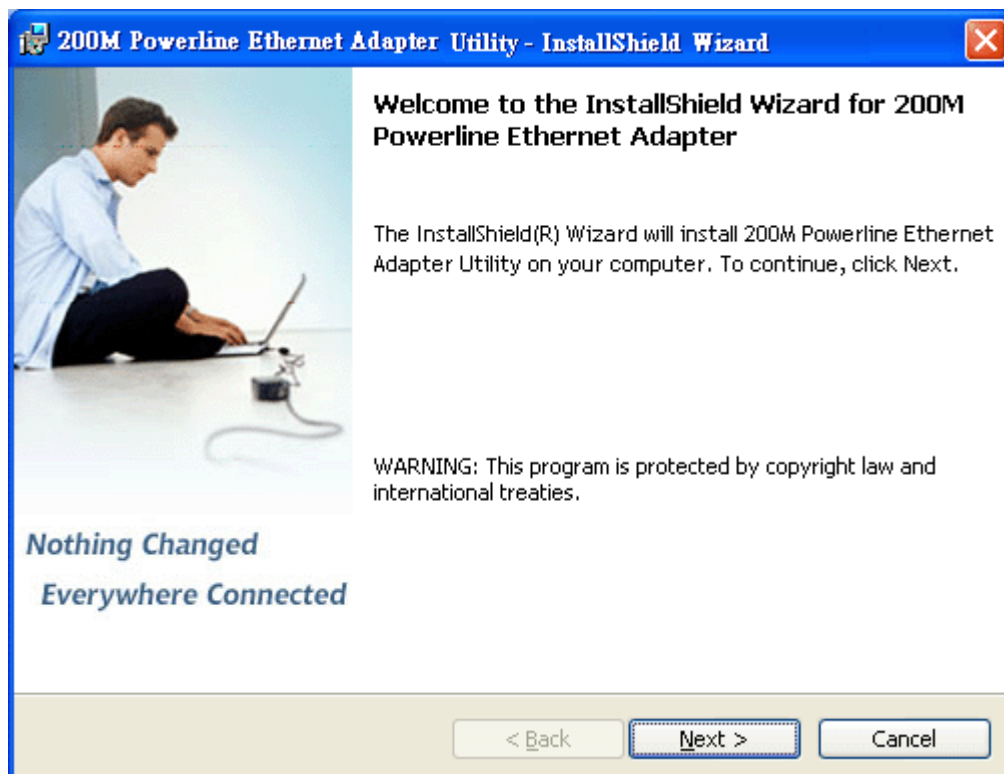 200M Powerline Ethernet Adapter Utility - InstallShield Wizard
Welcome to the InstallShield Wizard for 200M
Powerline Ethernet Adapter
The InstallShield(R) Wizard will install 200M Powerline Ethernet
Adapter Utility on your computer. To continue, click Next.
WARNING: This program is protected by copyright law and
international treaties.
Nothing Changed
Everywhere Connected
< Back
Next >
Cancel